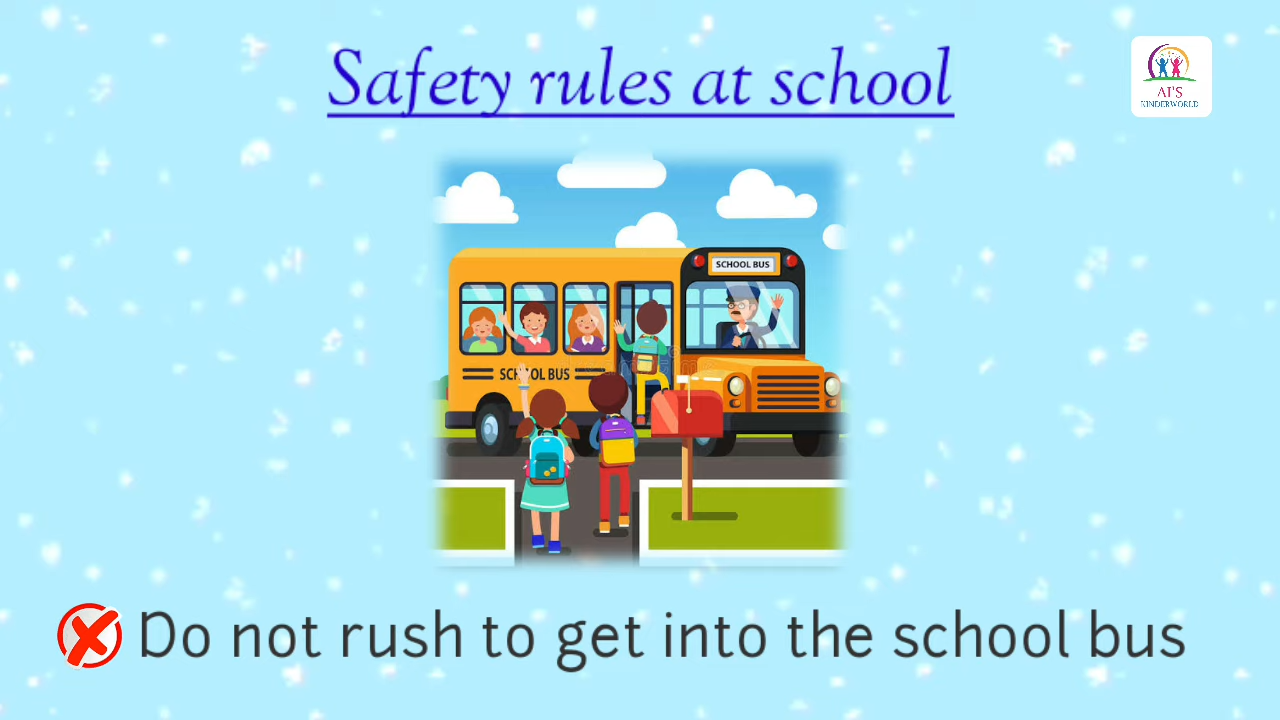 Safety rules at school
AI'S
KINDERWORLD
SCHOOL BUS
SCHOOL BUS
Do not rush to get into the school bus